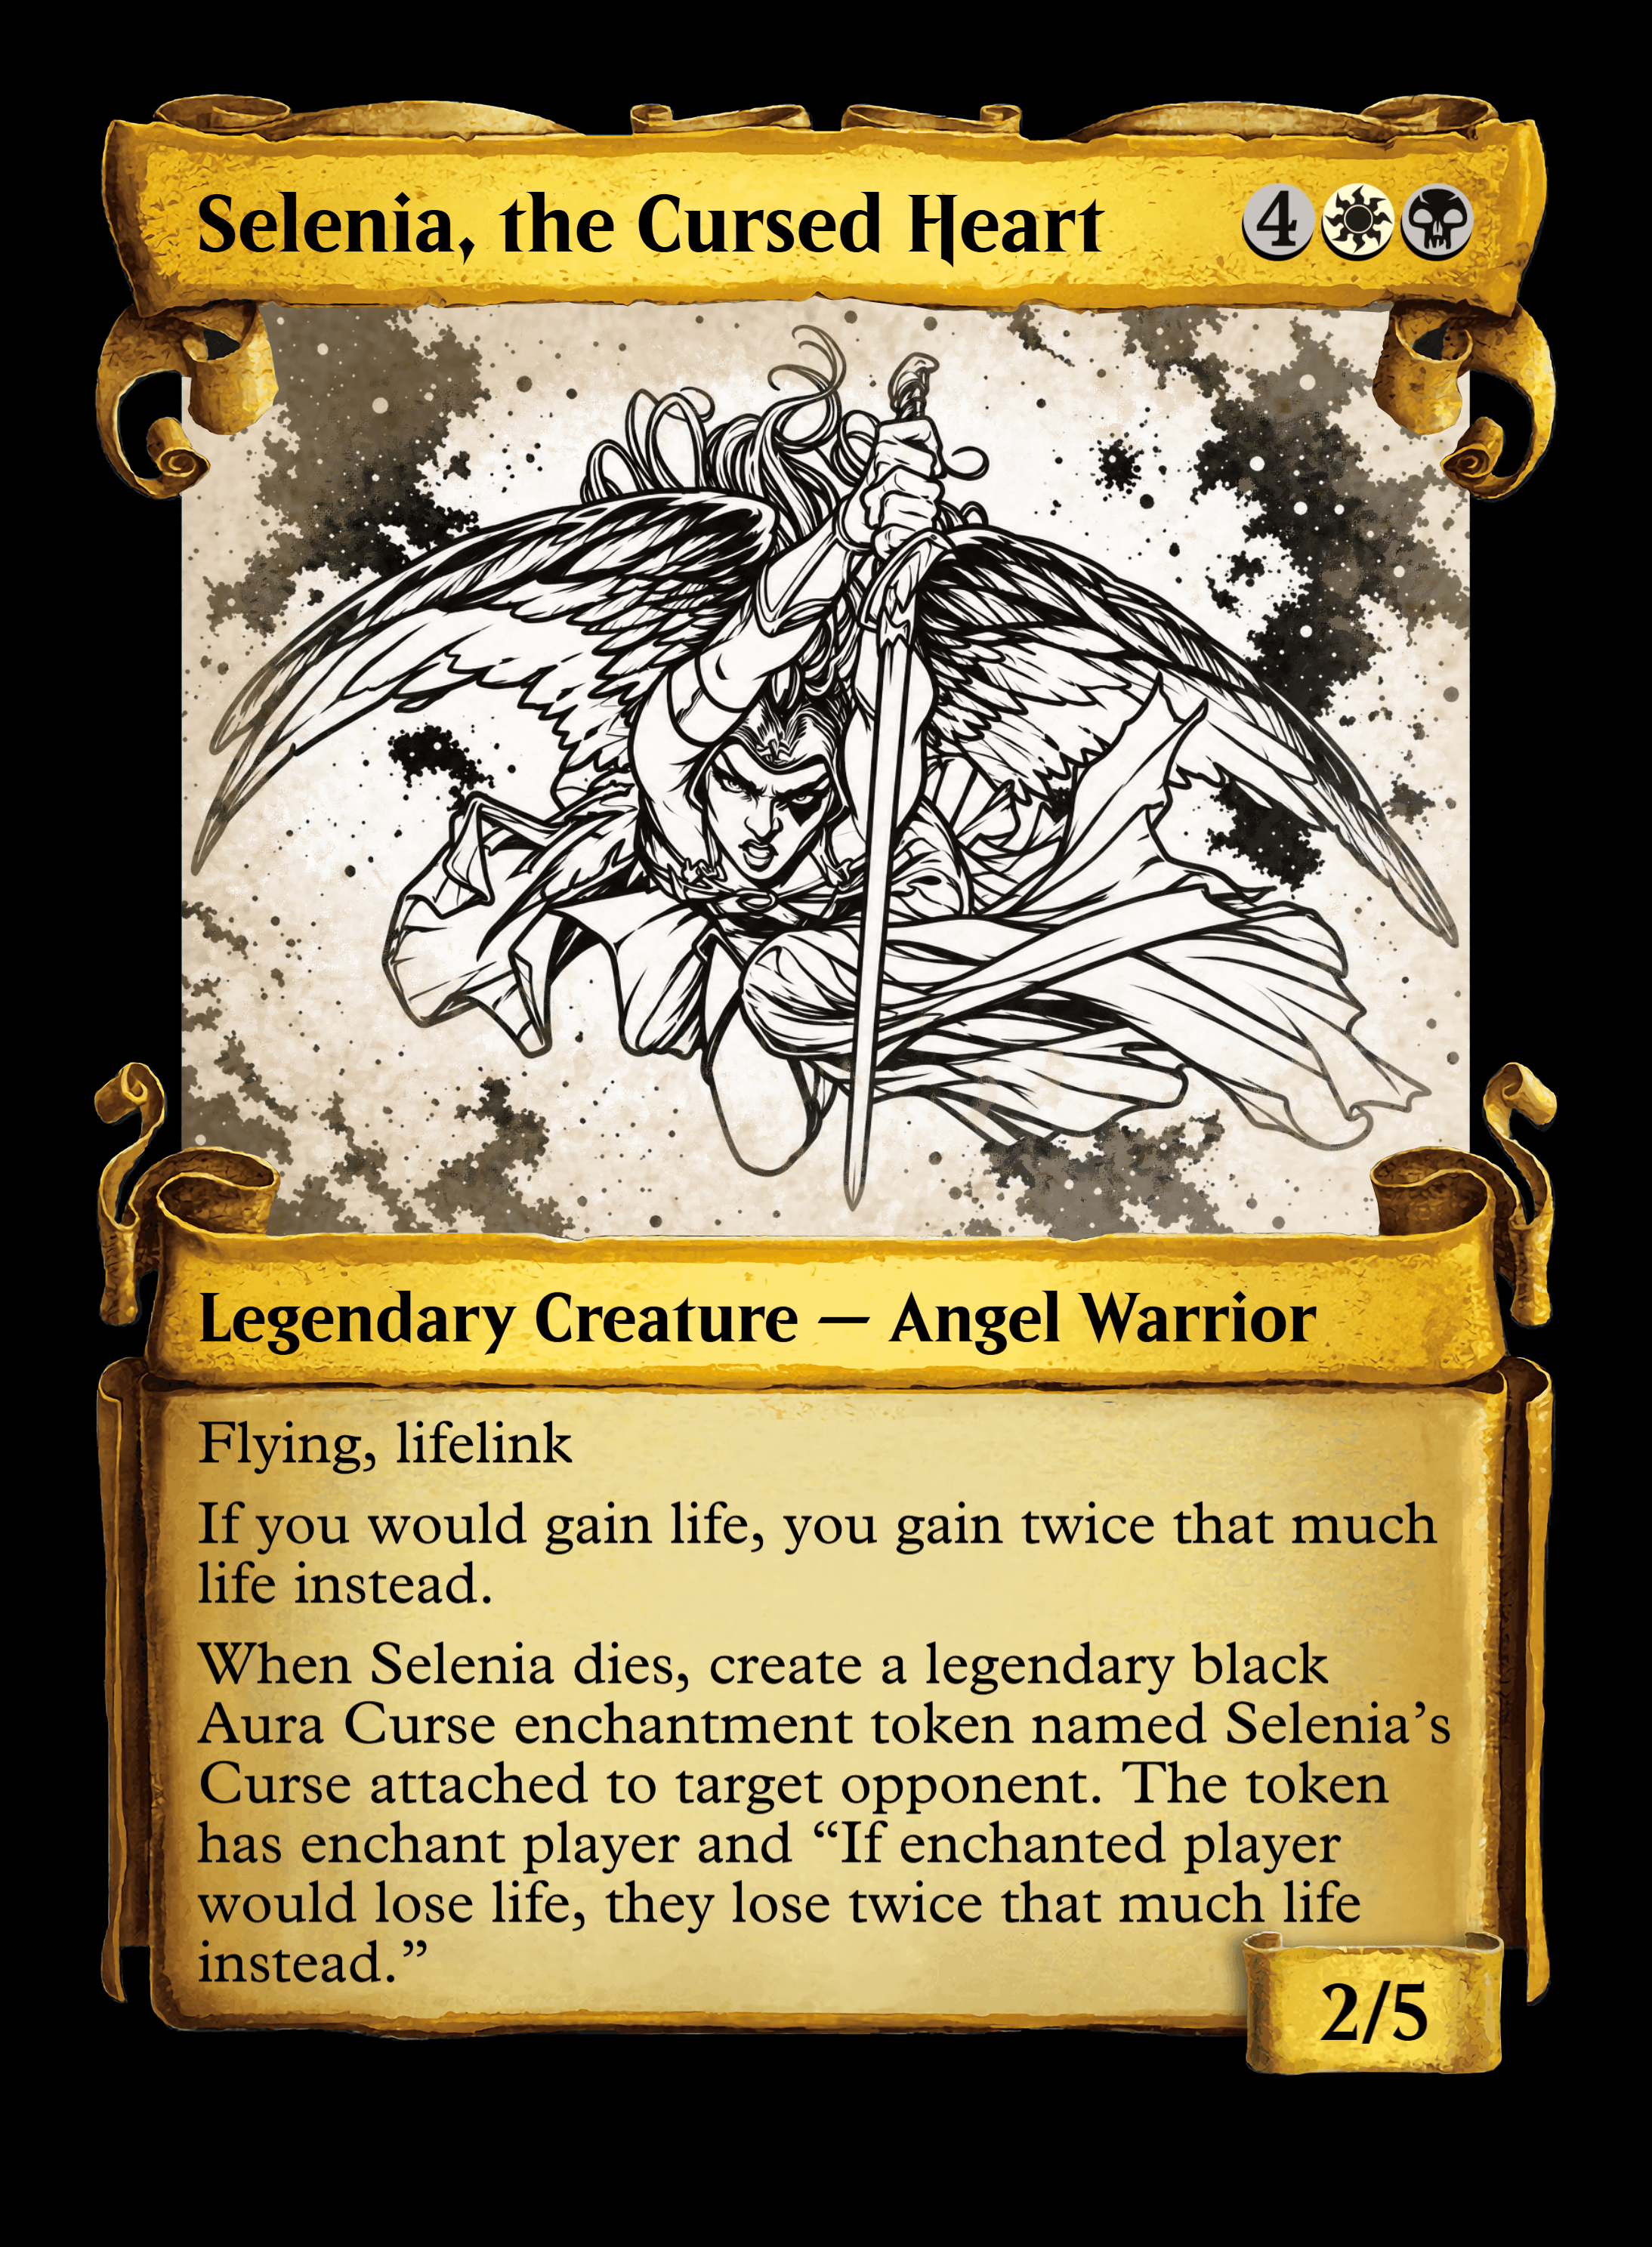 Selenia, the Cursed Heart 4
Legendary Creature — Angel Warrior
Flying, lifelink
If you would gain life, you gain twice that much
life instead.
When Selenia dies, create a legendary black
Aura Curse enchantment token named Selenia’s
Curse attached to target opponent. The token
has enchant player and “If enchanted player
would lose life, they lose twice that much life
instead.”
2/5